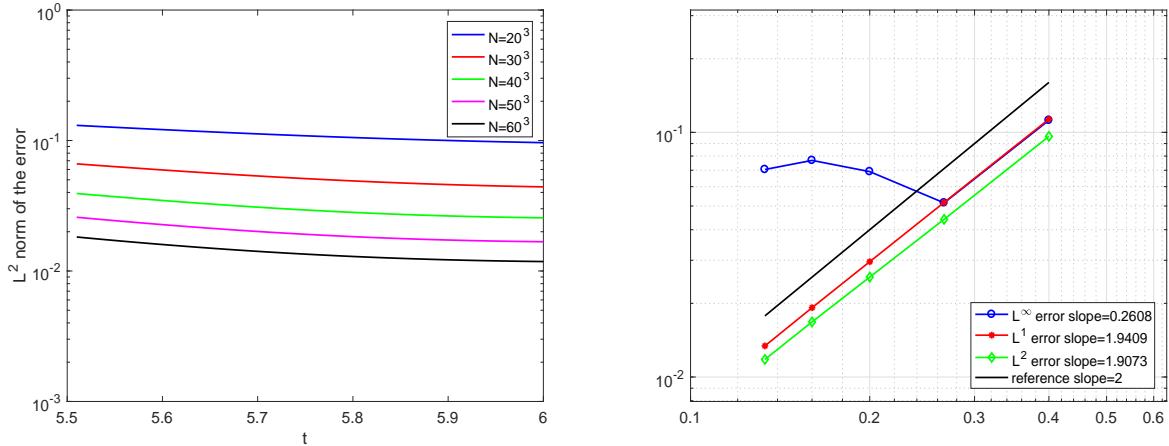 10^0
10^-1
10^-2
10^-3
L^2 norm of the error
5.5 5.6 5.7 5.8 5.9 6
t
N=20^3
N=30^3
N=40^3
N=50^3
N=60^3
10^-1
10^-2
0.1 0.2 0.3 0.4 0.5 0.6
L^∞ error slope=0.2608
L^1 error slope=1.9409
L^2 error slope=1.9073
reference slope=2